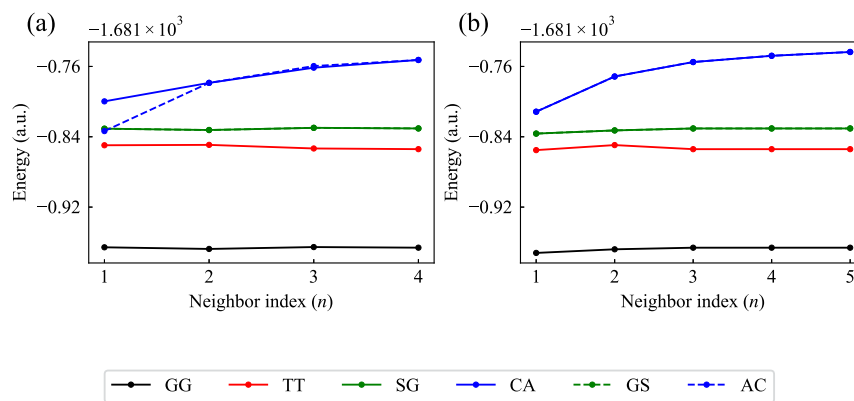 (a)
−1.681 × 10³
−0.76
−0.84
−0.92
Energy (a.u.)
1 2 3 4
Neighbor index (n)
(b)
−1.681 × 10³
−0.76
−0.84
−0.92
Energy (a.u.)
1 2 3 4 5
Neighbor index (n)
GG TT SG CA GS AC